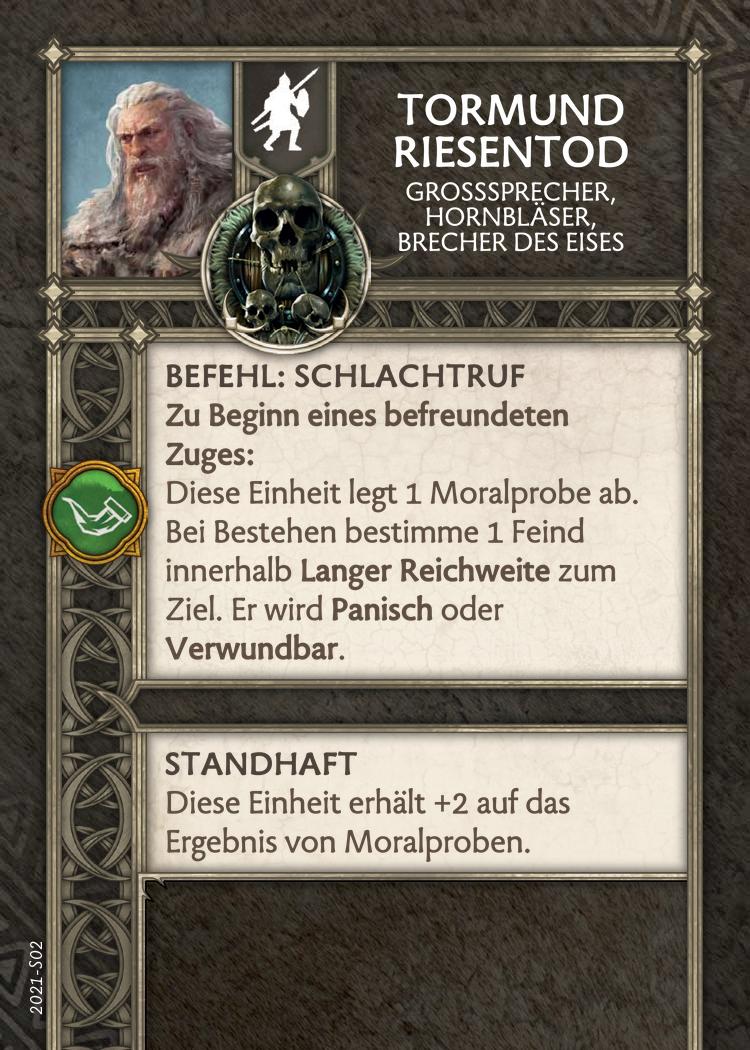 TORMUND
RIESENTOD
GROSSSPRECHER,
HORNBLÄSER,
BRECHER DES EISES
BEFEHL: SCHLACHTRUF
Zu Beginn eines befreundeten
Zuges:
Diese Einheit legt 1 Moralprobe ab.
Bei Bestehen bestimme 1 Feind
innerhalb Langer Reichweite zum
Ziel. Er wird Panisch oder
Verwundbar.
STANDHAFT
Diese Einheit erhält +2 auf das
Ergebnis von Moralproben.
2021-S02